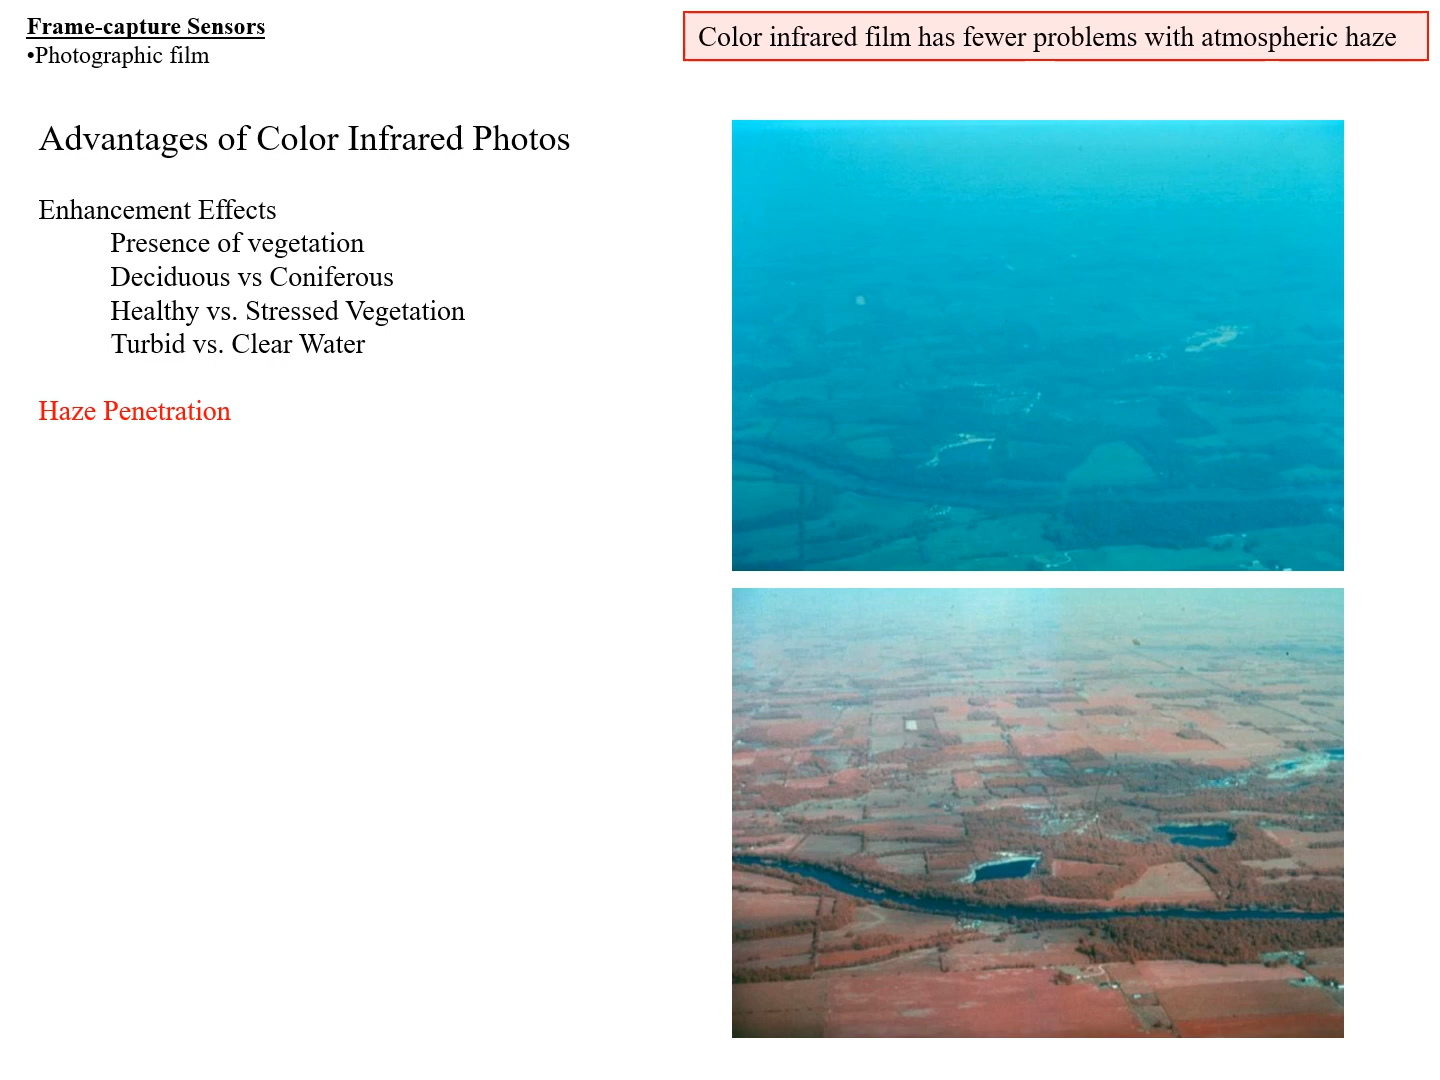 Frame-capture Sensors
•Photographic film
Color infrared film has fewer problems with atmospheric haze
Advantages of Color Infrared Photos
Enhancement Effects
Presence of vegetation
Deciduous vs Coniferous
Healthy vs. Stressed Vegetation
Turbid vs. Clear Water
Haze Penetration